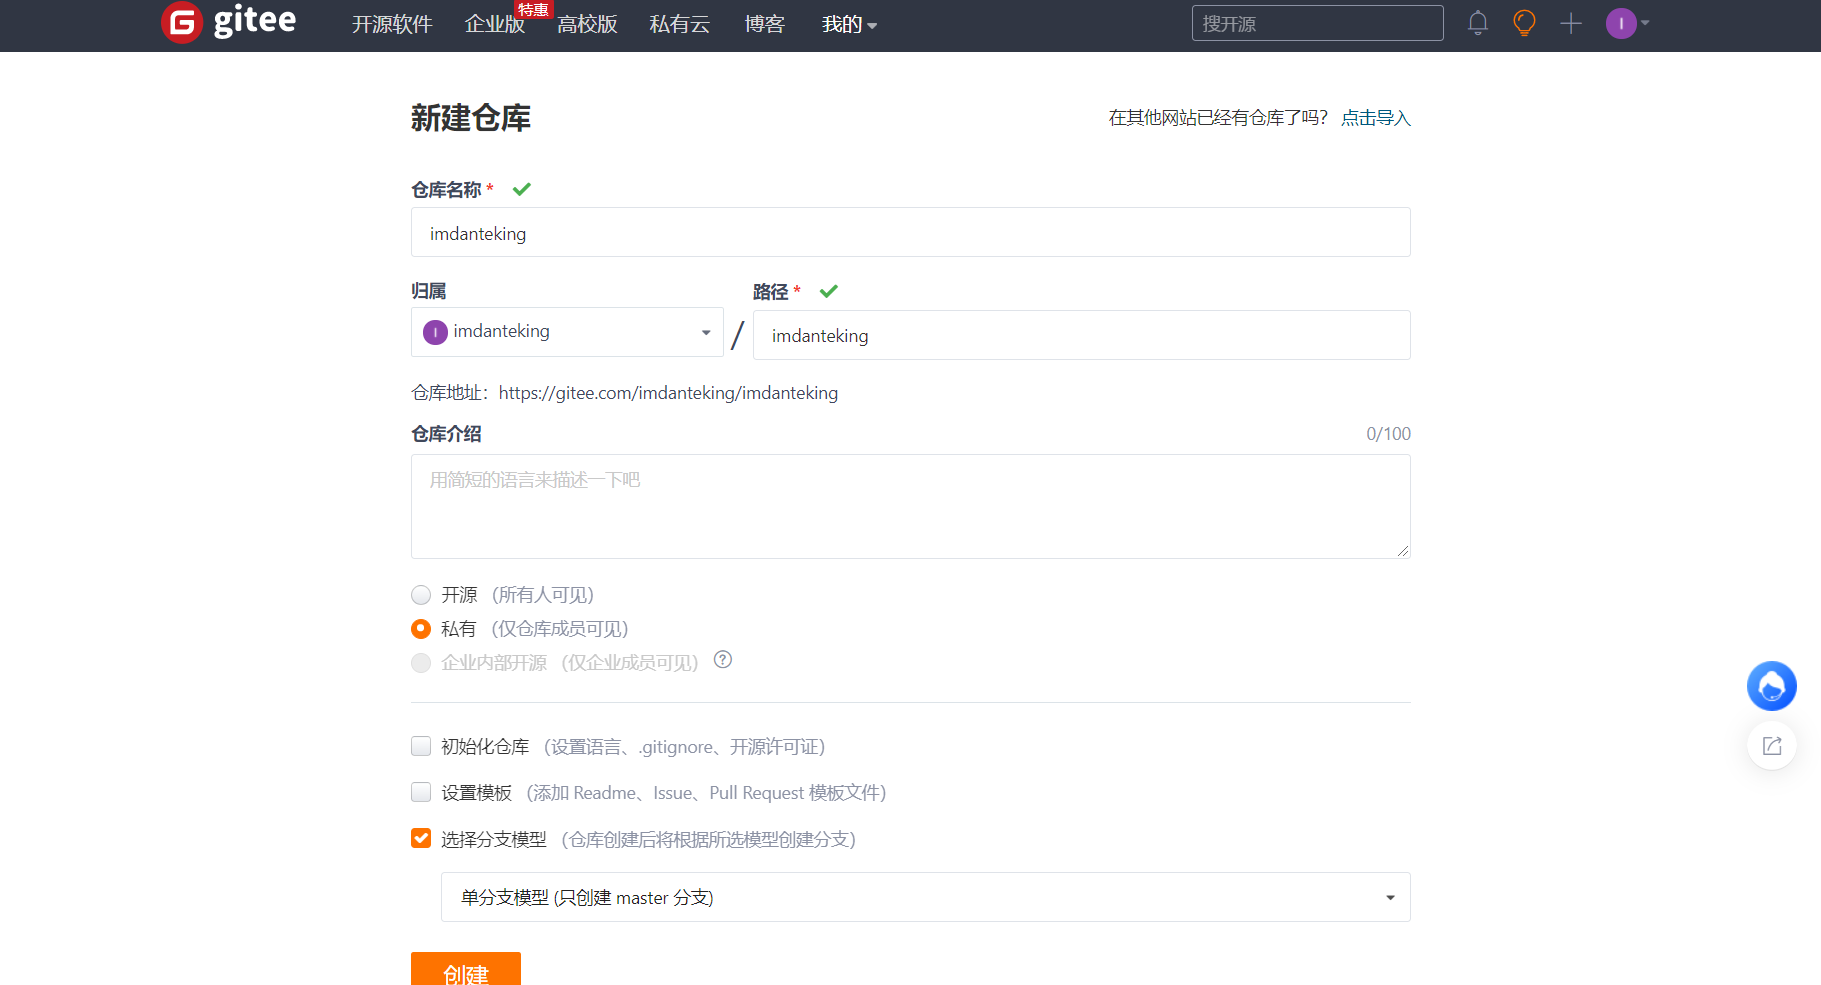 G gitee 开源软件 企业版 特惠 高校版 私有云 博客 我的 搜开源 I
新建仓库 在其他网站已经有仓库了吗? 点击导入
仓库名称 *
imdanteking
归属 路径 *
I imdanteking / imdanteking
仓库地址：https://gitee.com/imdanteking/imdanteking
仓库介绍 0/100
用简短的语言来描述一下吧
开源 （所有人可见）
私有 （仅仓库成员可见）
企业内部开源 （仅企业成员可见） ?
初始化仓库 （设置语言、.gitignore、开源许可证）
设置模板 （添加 Readme、Issue、Pull Request 模板文件）
选择分支模型 （仓库创建后将根据所选模型创建分支）
单分支模型 (只创建 master 分支)
创建